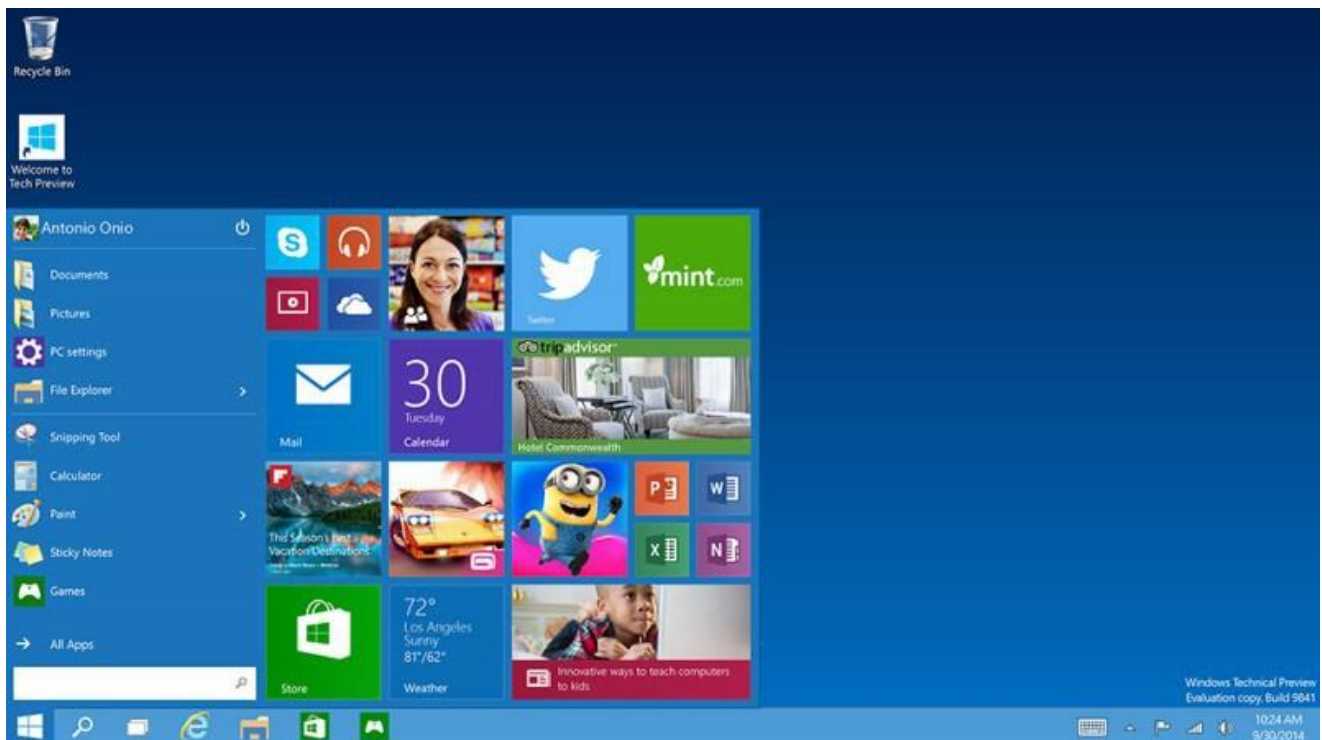 Recycle Bin
Welcome to
Tech Preview
Antonio Onio
Documents
Pictures
PC settings
File Explorer
Snipping Tool
Calculator
Paint
Sticky Notes
Games
All Apps
S
mint.com
Twitter
Mail
30
Tuesday
Calendar
tripadvisor
Hotel Commonwealth
This Season's Best
Vacation Destinations
P
W
X
N
Store
72°
Los Angeles
Sunny
81°/62°
Weather
Innovative ways to teach computers
to kids
Windows Technical Preview
Evaluation copy. Build 9841
10:24 AM
9/30/2014